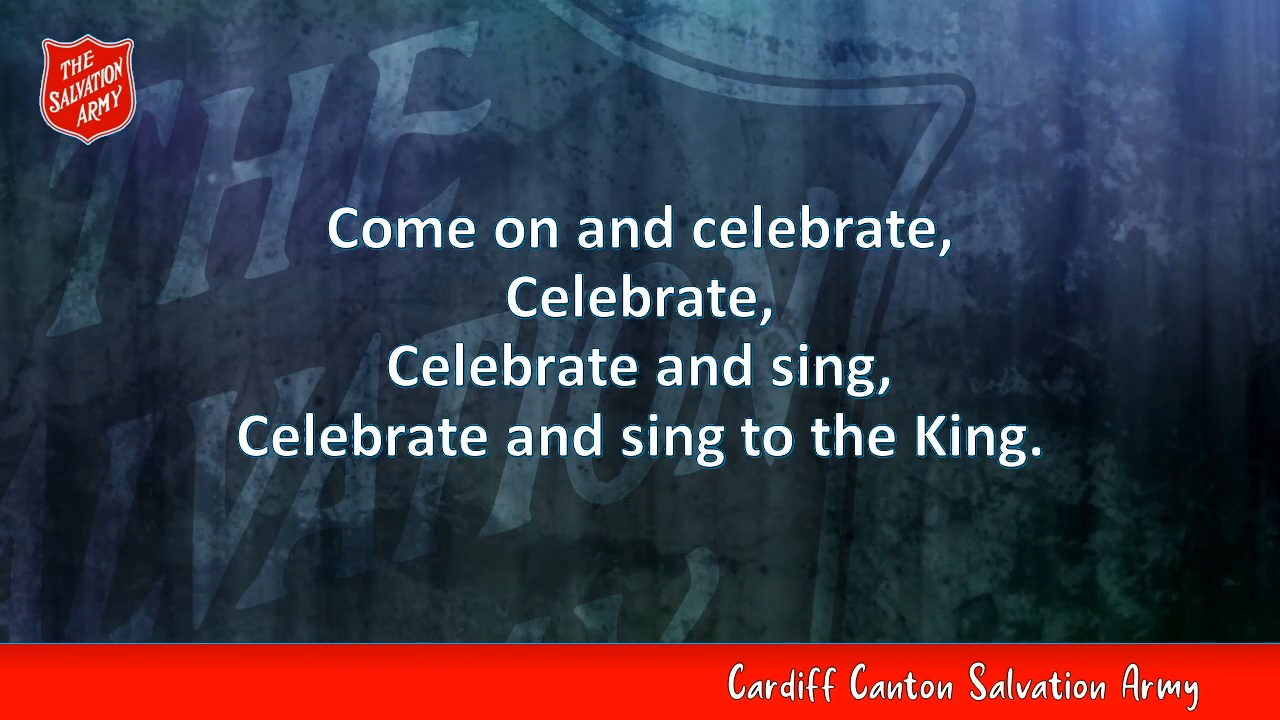 THE
SALVATION
ARMY
Come on and celebrate,
Celebrate,
Celebrate and sing,
Celebrate and sing to the King.
Cardiff Canton Salvation Army